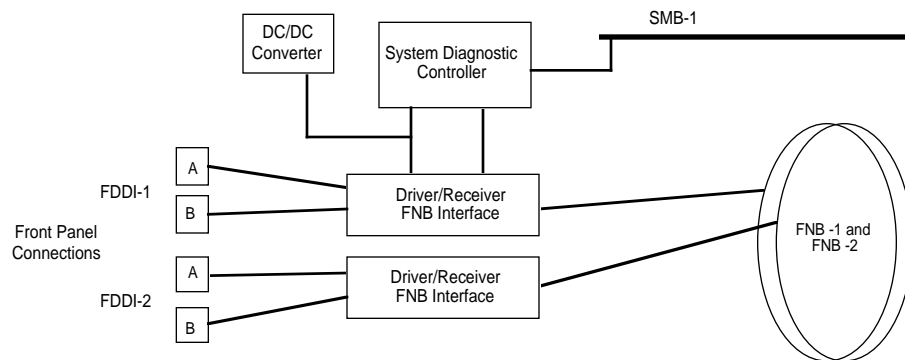 SMB-1
DC/DC
Converter
System Diagnostic
Controller
A
FDDI-1
B
Driver/Receiver
FNB Interface
Front Panel
Connections
FNB -1 and
FNB -2
A
FDDI-2
B
Driver/Receiver
FNB Interface